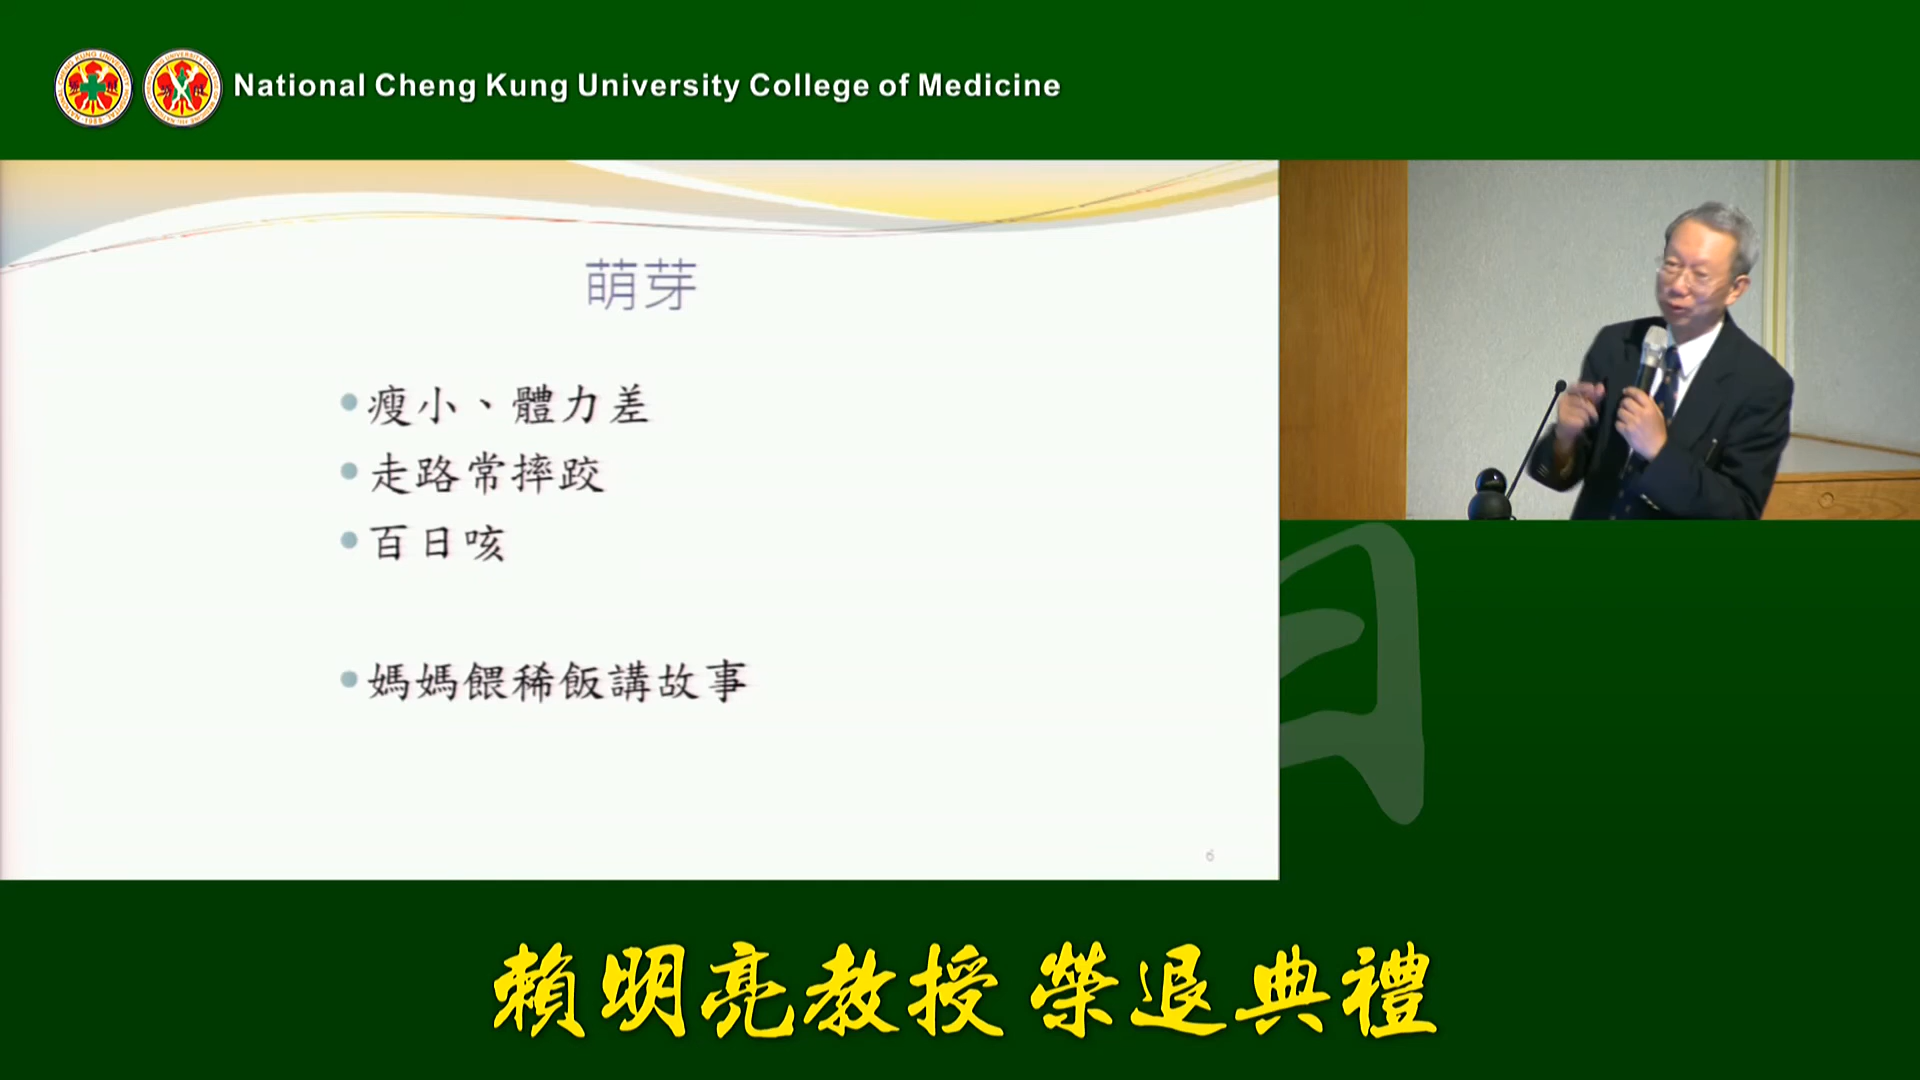 National Cheng Kung University College of Medicine
萌芽
瘦小、體力差
走路常摔跤
百日咳
媽媽餵稀飯講故事
6
賴明亮教授 榮退典禮